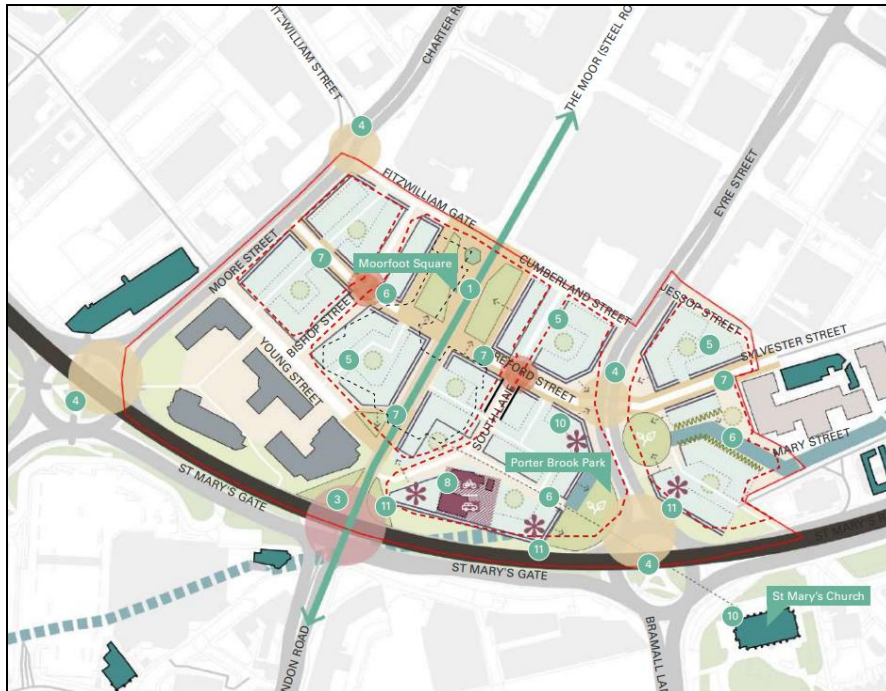 FITZWILLIAM STREET
CHARTER RO
THE MOOR (STEEL RO
4
FITZWILLIAM GATE
EYRE STREET
MOORE STREET
7
Moorfoot Square
1
CUMBERLAND STREET
JESSOP STREET
6
BISHOP STREET
5
5
5
SYLVESTER STREET
YOUNG STREET
7
EREFORD STREET
4
7
4
7
SOUTH LANE
10
6
MARY STREET
Porter Brook Park
ST MARY'S GATE
3
8
6
11
11
11
4
ST MARY'S GATE
ST MARY'S
St Mary's Church
10
NDON ROAD
BRAMALL LA